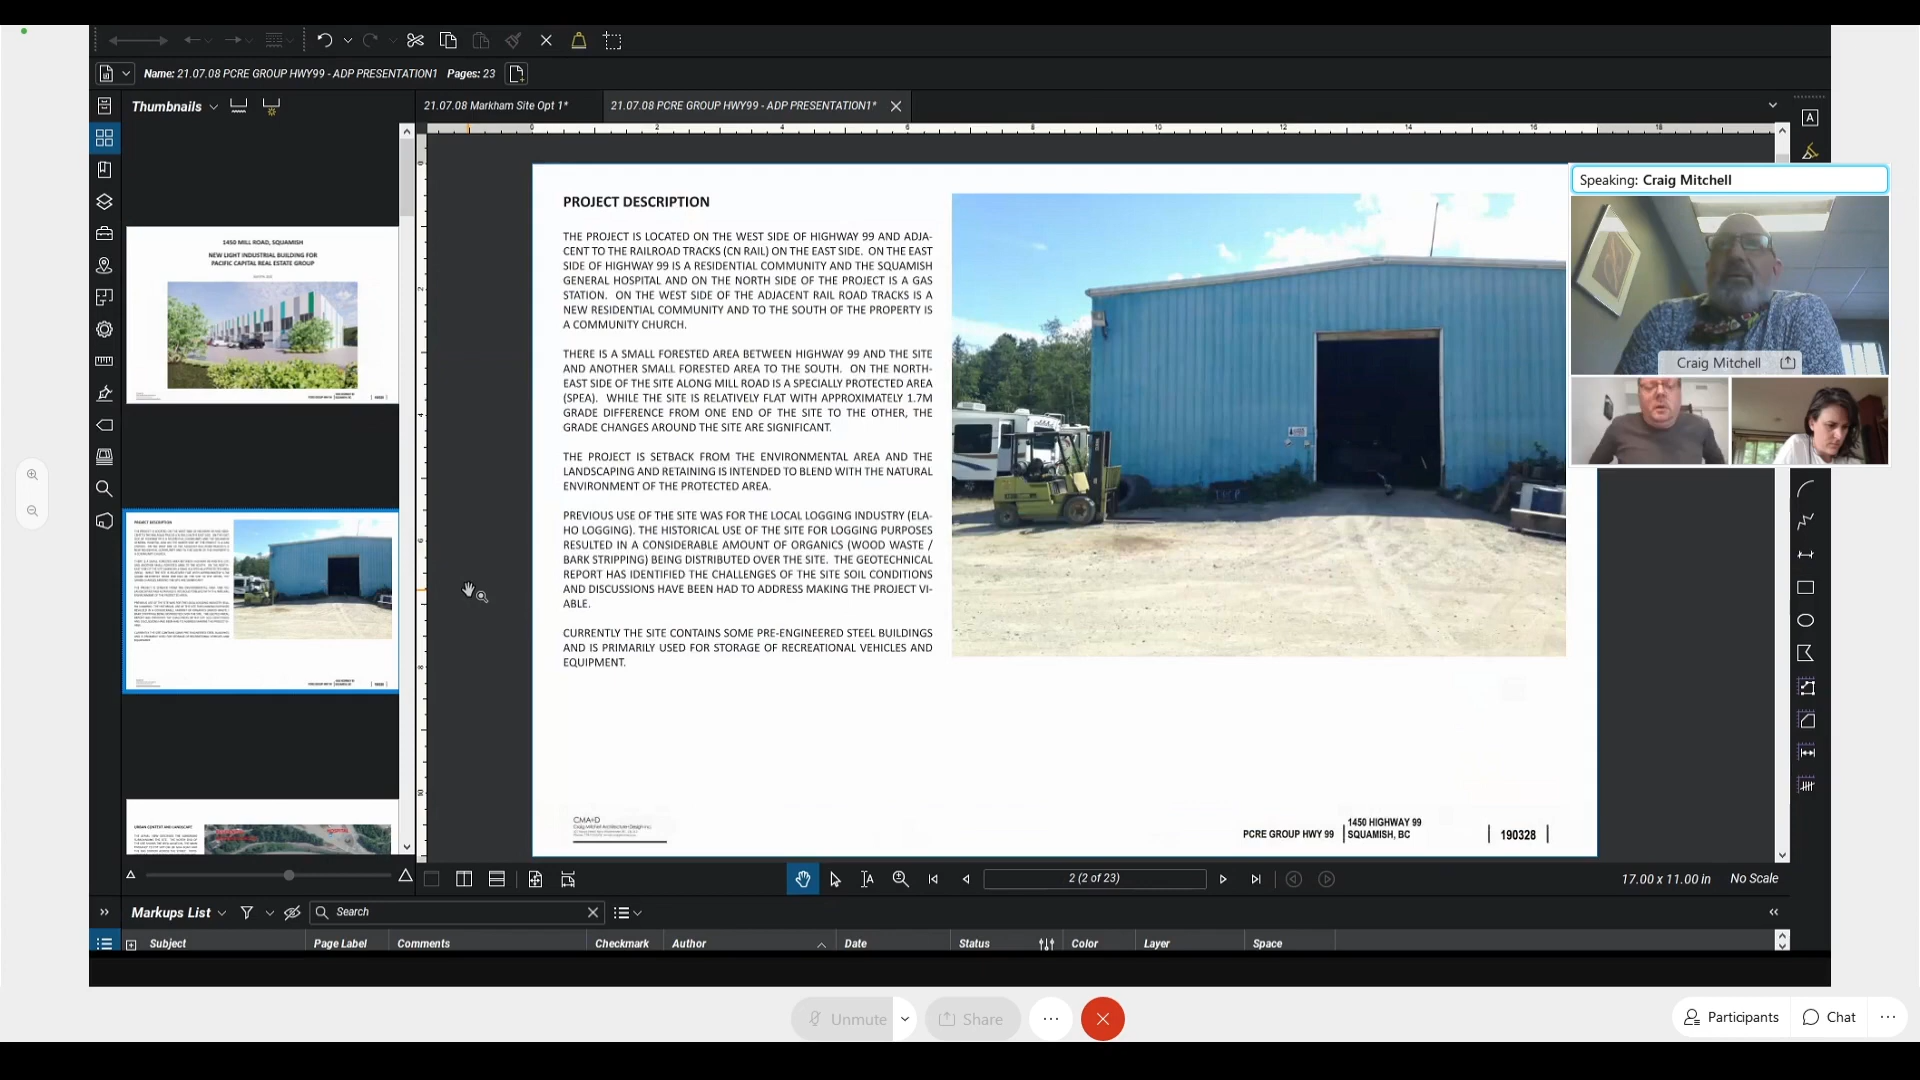 Name: 21.07.08 PCRE GROUP HWY99 - ADP PRESENTATION1 Pages: 23
Thumbnails
21.07.08 Markham Site Opt 1*
21.07.08 PCRE GROUP HWY99 - ADP PRESENTATION1*
1450 MILL ROAD, SQUAMISH
NEW LIGHT INDUSTRIAL BUILDING FOR
PACIFIC CAPITAL REAL ESTATE GROUP
PROJECT DESCRIPTION
THE PROJECT IS LOCATED ON THE WEST SIDE OF HIGHWAY 99 AND ADJA-
CENT TO THE RAILROAD TRACKS (CN RAIL) ON THE EAST SIDE. ON THE EAST
SIDE OF HIGHWAY 99 IS A RESIDENTIAL COMMUNITY AND THE SQUAMISH
GENERAL HOSPITAL AND ON THE NORTH SIDE OF THE PROJECT IS A GAS
STATION. ON THE WEST SIDE OF THE ADJACENT RAIL ROAD TRACKS IS A
NEW RESIDENTIAL COMMUNITY AND TO THE SOUTH OF THE PROPERTY IS
A COMMUNITY CHURCH.
THERE IS A SMALL FORESTED AREA BETWEEN HIGHWAY 99 AND THE SITE
AND ANOTHER SMALL FORESTED AREA TO THE SOUTH. ON THE NORTH-
EAST SIDE OF THE SITE ALONG MILL ROAD IS A SPECIALLY PROTECTED AREA
(SPEA). WHILE THE SITE IS RELATIVELY FLAT WITH APPROXIMATELY 1.7M
GRADE DIFFERENCE FROM ONE END OF THE SITE TO THE OTHER, THE
GRADE CHANGES AROUND THE SITE ARE SIGNIFICANT.
THE PROJECT IS SETBACK FROM THE ENVIRONMENTAL AREA AND THE
LANDSCAPING AND RETAINING IS INTENDED TO BLEND WITH THE NATURAL
ENVIRONMENT OF THE PROTECTED AREA.
PREVIOUS USE OF THE SITE WAS FOR THE LOCAL LOGGING INDUSTRY (ELA-
HO LOGGING). THE HISTORICAL USE OF THE SITE FOR LOGGING PURPOSES
RESULTED IN A CONSIDERABLE AMOUNT OF ORGANICS (WOOD WASTE /
BARK STRIPPING) BEING DISTRIBUTED OVER THE SITE. THE GEOTECHNICAL
REPORT HAS IDENTIFIED THE CHALLENGES OF THE SITE SOIL CONDITIONS
AND DISCUSSIONS HAVE BEEN HAD TO ADDRESS MAKING THE PROJECT VI-
ABLE.
CURRENTLY THE SITE CONTAINS SOME PRE-ENGINEERED STEEL BUILDINGS
AND IS PRIMARILY USED FOR STORAGE OF RECREATIONAL VEHICLES AND
EQUIPMENT.
CMA+D
PCRE GROUP HWY 99
1450 HIGHWAY 99
SQUAMISH, BC
190328
Speaking: Craig Mitchell
Craig Mitchell
PROJECT DESCRIPTION
URBAN CONTEXT AND LANDSCAPE
HOSPITAL
2 (2 of 23)
17.00 x 11.00 in No Scale
Markups List
Search
Subject Page Label Comments Checkmark Author Date Status Color Layer Space
Unmute
Share
Participants
Chat